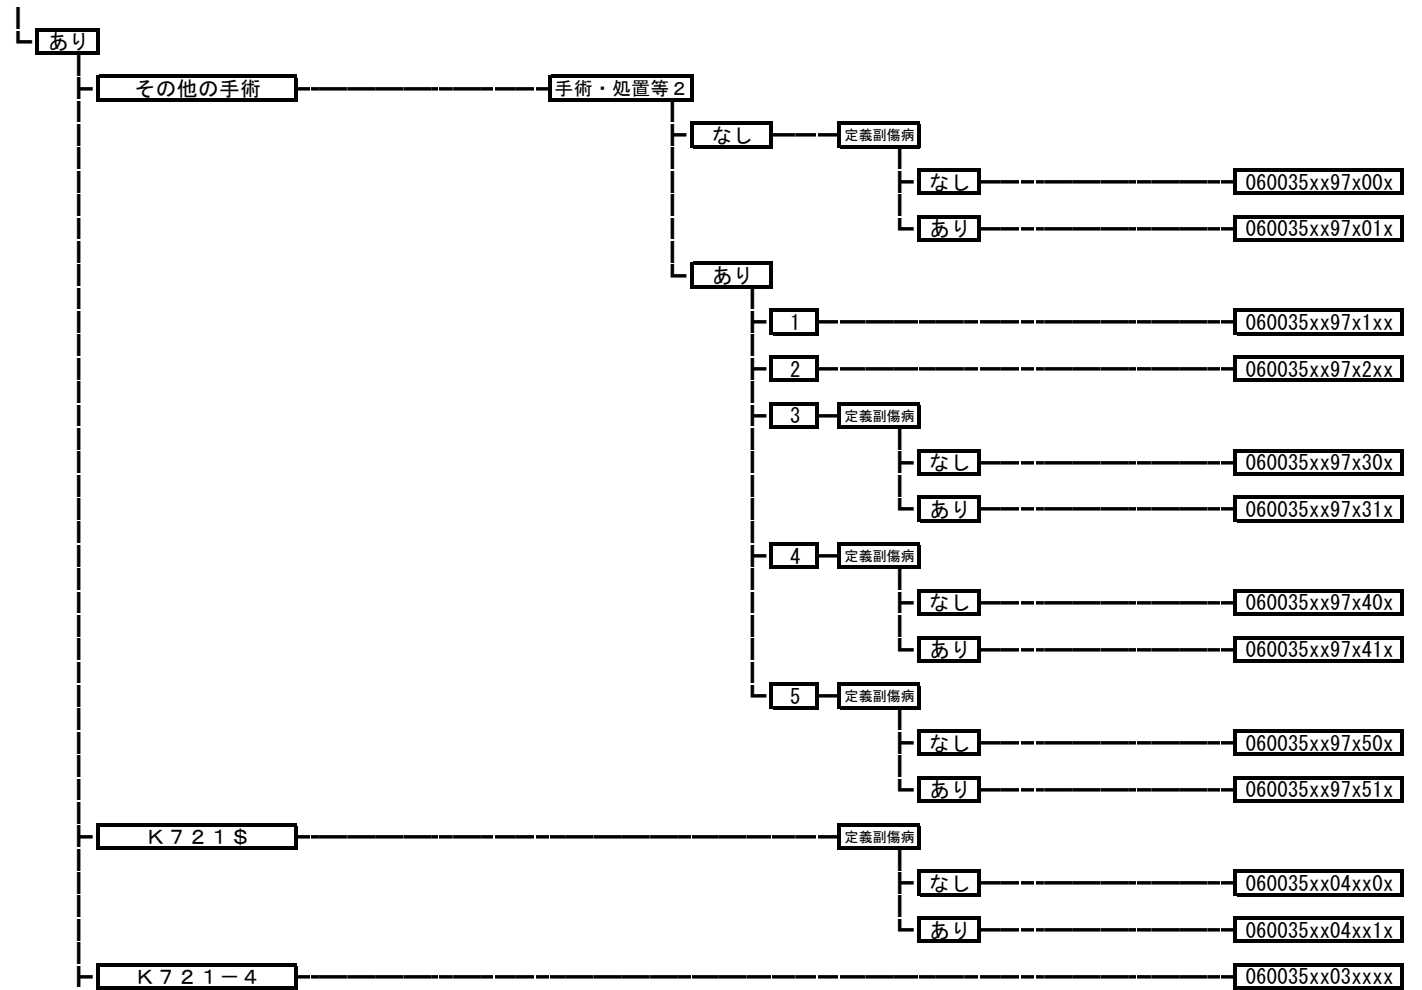 あり
その他の手術 手術・処置等２
なし 定義副傷病
なし 060035xx97x00x
あり 060035xx97x01x
あり
1 060035xx97x1xx
2 060035xx97x2xx
3 定義副傷病
なし 060035xx97x30x
あり 060035xx97x31x
4 定義副傷病
なし 060035xx97x40x
あり 060035xx97x41x
5 定義副傷病
なし 060035xx97x50x
あり 060035xx97x51x
Ｋ７２１＄ 定義副傷病
なし 060035xx04xx0x
あり 060035xx04xx1x
Ｋ７２１－４ 060035xx03xxxx